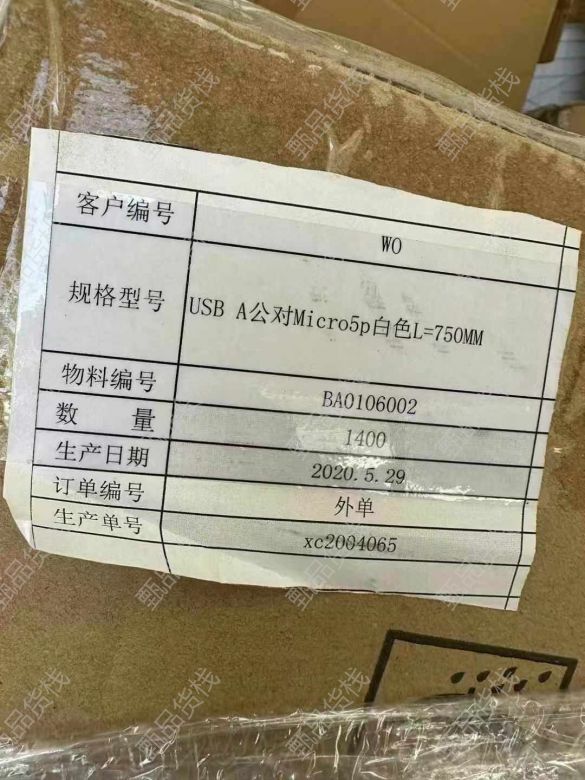 客户编号 WO
规格型号 USB A公对Micro5p白色L=750MM
物料编号 BA0106002
数 量 1400
生产日期 2020.5.29
订单编号 外单
生产单号 xc2004065
甄品货栈